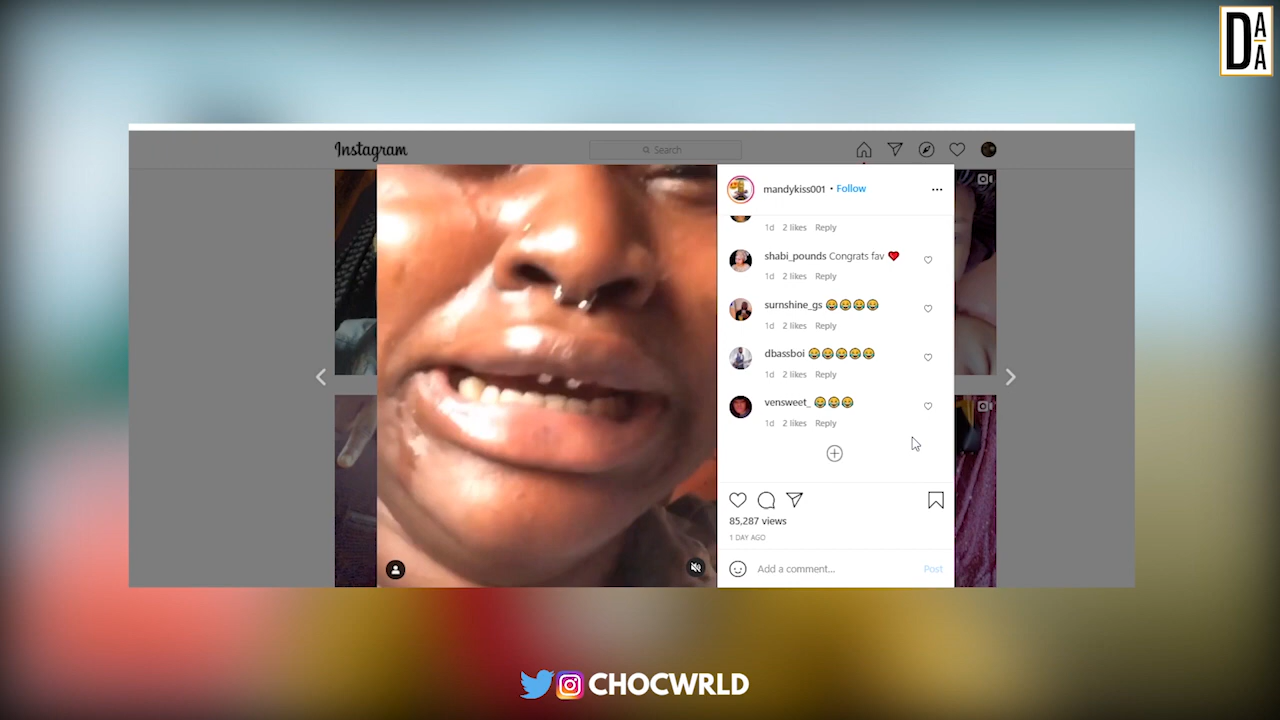 DAA
Instagram
Search
mandykiss001 • Follow
1d 2 likes Reply
shabi_pounds Congrats fav ❤️
1d 2 likes Reply
surnshine_gs 😂😂😂😂
1d 2 likes Reply
dbassboi 😂😂😂😂😂
1d 2 likes Reply
vensweet_ 😂😂😂
1d 2 likes Reply
85,287 views
1 DAY AGO
Add a comment...
Post
CHOCWRLD